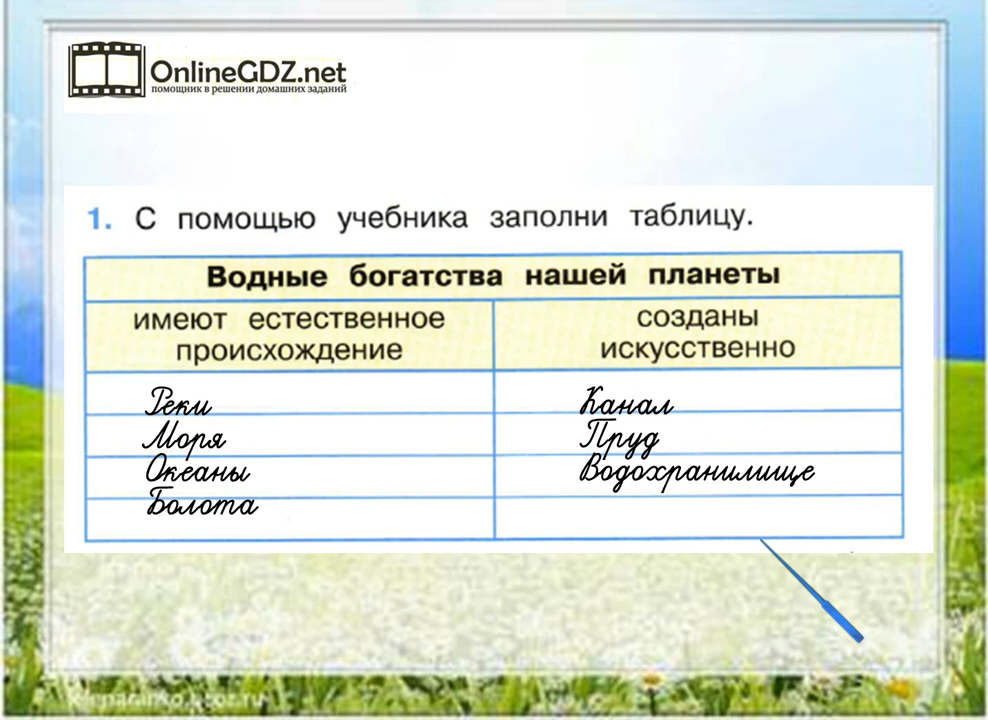 OnlineGDZ.net
помощник в решении домашних заданий
1. С помощью учебника заполни таблицу.
Водные богатства нашей планеты
имеют естественное происхождение
созданы искусственно
Реки
Канал
Моря
Пруд
Океаны
Водохранилище
Болота